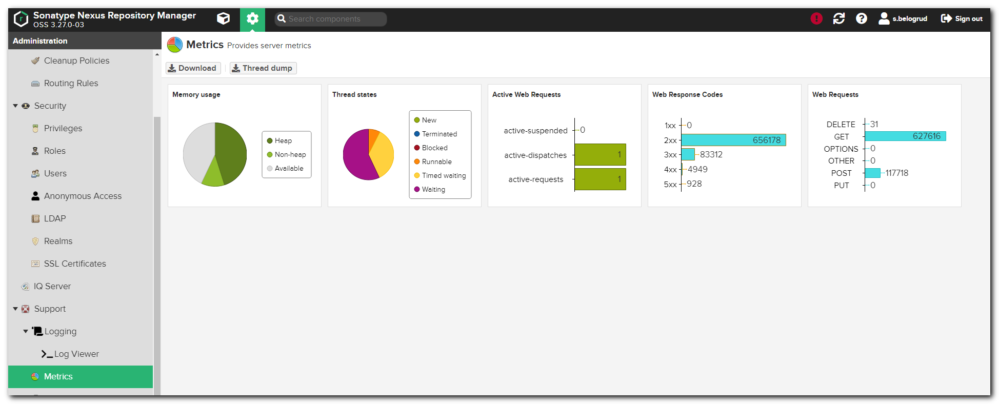 Sonatype Nexus Repository Manager
OSS 3.27.0-03
Search components
s.belogrud
Sign out
Administration
Cleanup Policies
Routing Rules
Security
Privileges
Roles
Users
Anonymous Access
LDAP
Realms
SSL Certificates
IQ Server
Support
Logging
Log Viewer
Metrics
Metrics Provides server metrics
Download
Thread dump
Memory usage
Heap
Non-heap
Available
Thread states
New
Terminated
Blocked
Runnable
Timed waiting
Waiting
Active Web Requests
active-suspended 0
active-dispatches 1
active-requests 1
Web Response Codes
1xx 0
2xx 656178
3xx 83312
4xx 4949
5xx 928
Web Requests
DELETE 31
GET 627616
OPTIONS 0
OTHER 0
POST 117718
PUT 0